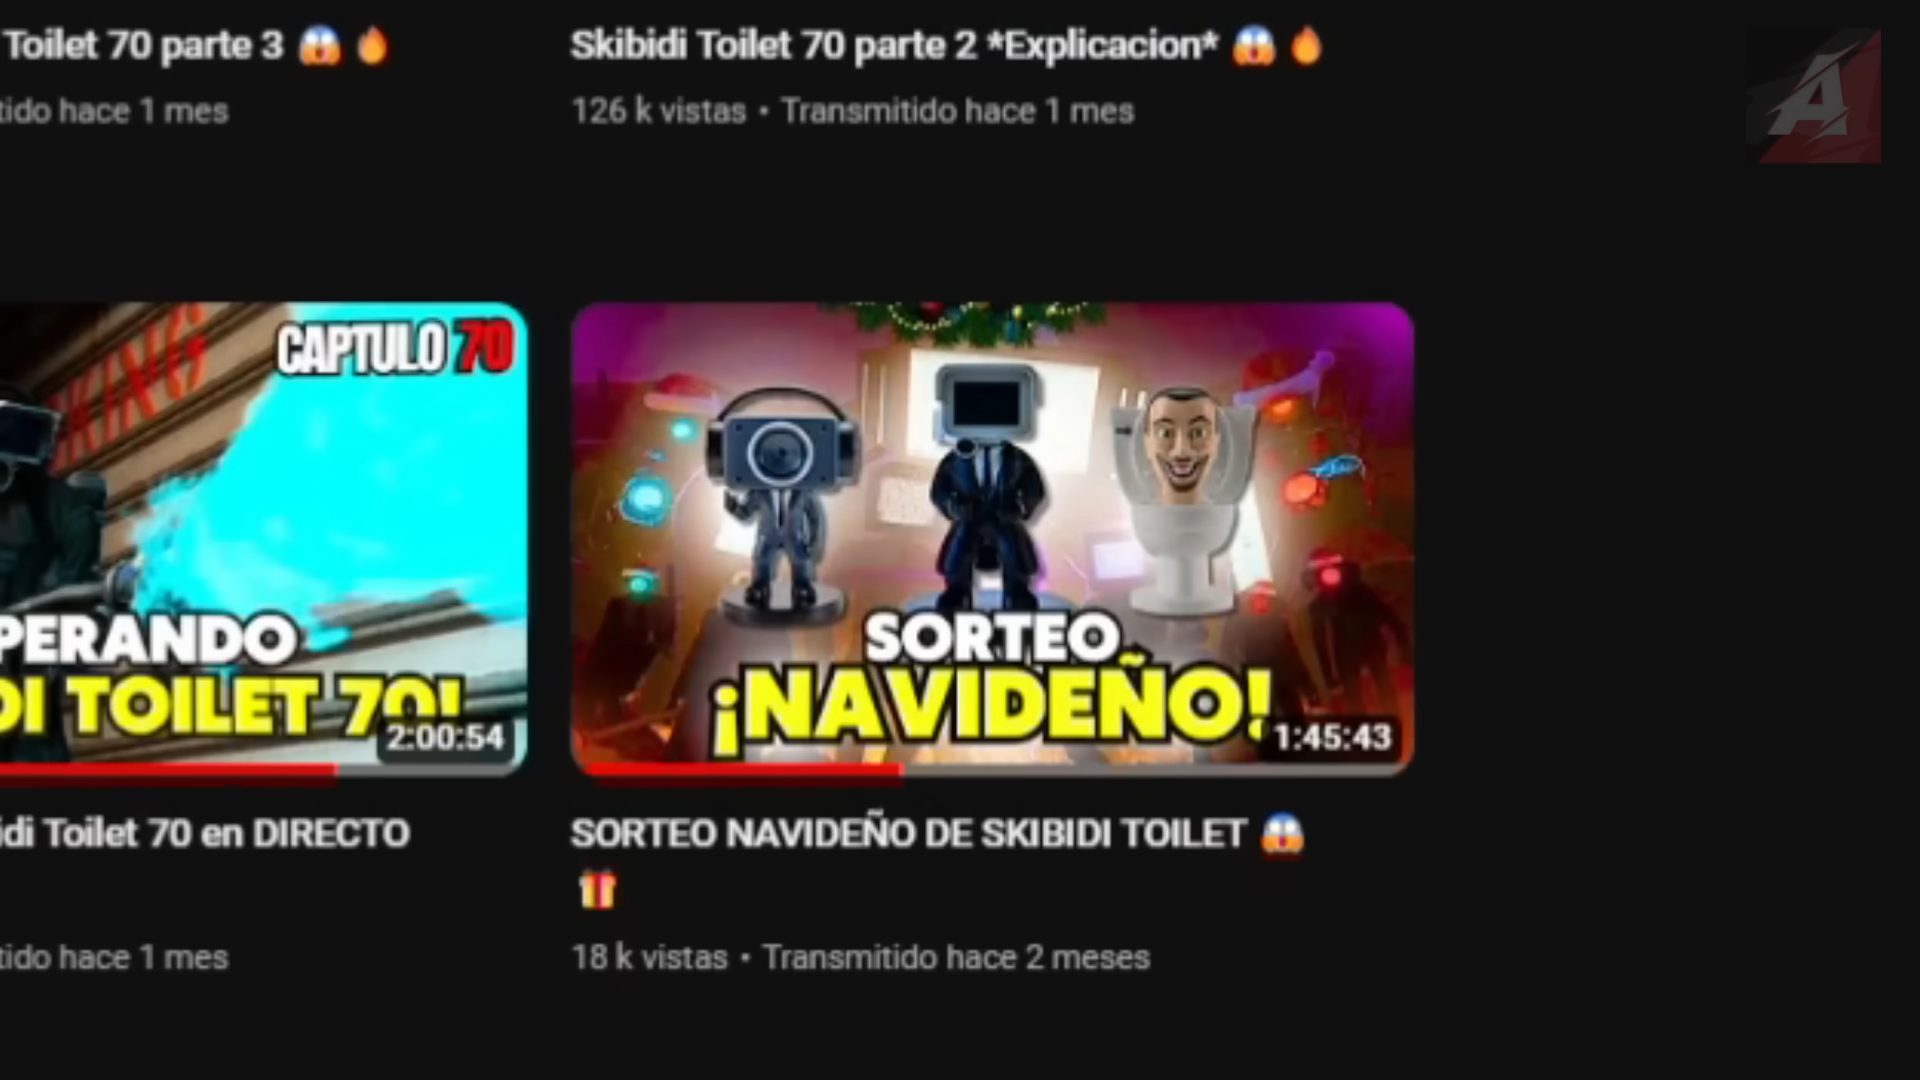 Toilet 70 parte 3 😱🔥
tido hace 1 mes
Skibidi Toilet 70 parte 2 *Explicacion* 😱🔥
126 k vistas • Transmitido hace 1 mes
A
KING
CAPTULO 70
PERANDO
DI TOILET 70!
2:00:54
SORTEO
¡NAVIDEÑO!
1:45:43
idi Toilet 70 en DIRECTO
tido hace 1 mes
SORTEO NAVIDEÑO DE SKIBIDI TOILET 😱
🎁
18 k vistas • Transmitido hace 2 meses